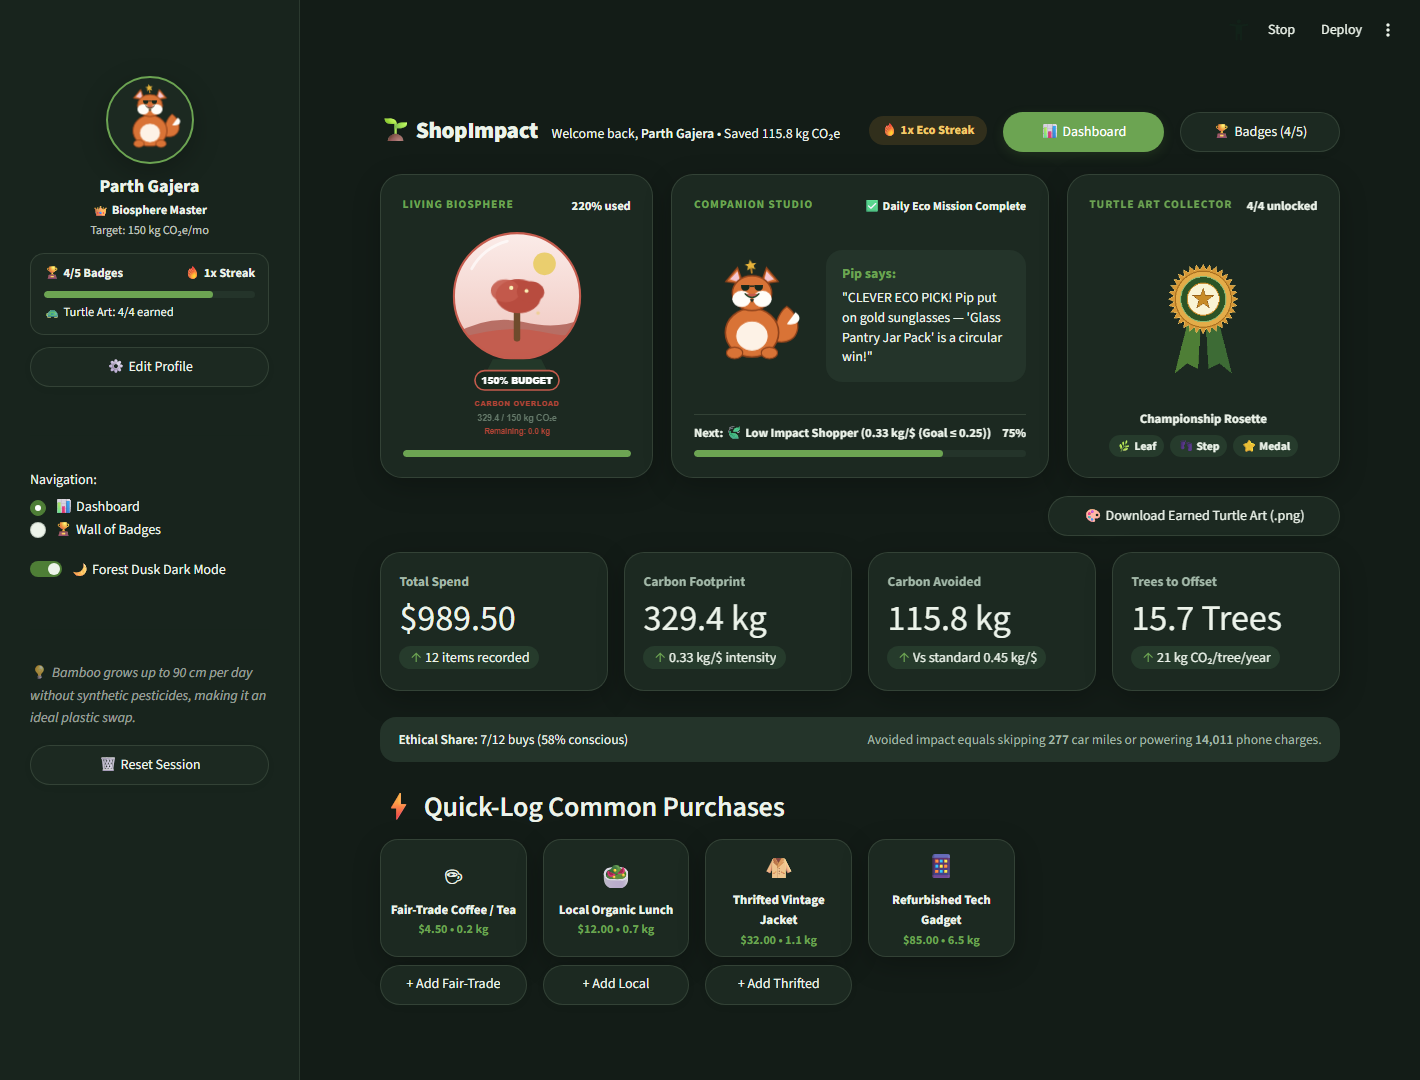 Stop
Deploy
Parth Gajera
Biosphere Master
Target: 150 kg CO₂e/mo
4/5 Badges
1x Streak
Turtle Art: 4/4 earned
Edit Profile
Navigation:
Dashboard
Wall of Badges
Forest Dusk Dark Mode
Bamboo grows up to 90 cm per day
without synthetic pesticides, making it an
ideal plastic swap.
Reset Session
ShopImpact
Welcome back, Parth Gajera • Saved 115.8 kg CO₂e
1x Eco Streak
Dashboard
Badges (4/5)
LIVING BIOSPHERE
220% used
150% BUDGET
CARBON OVERLOAD
329.4 / 150 kg CO₂e
Remaining: 0.0 kg
COMPANION STUDIO
Daily Eco Mission Complete
Pip says:
"CLEVER ECO PICK! Pip put
on gold sunglasses — 'Glass
Pantry Jar Pack' is a circular
win!"
Next: Low Impact Shopper (0.33 kg/$ (Goal ≤ 0.25))
75%
TURTLE ART COLLECTOR
4/4 unlocked
Championship Rosette
Leaf
Step
Medal
Download Earned Turtle Art (.png)
Total Spend
$989.50
↑ 12 items recorded
Carbon Footprint
329.4 kg
↑ 0.33 kg/$ intensity
Carbon Avoided
115.8 kg
↑ Vs standard 0.45 kg/$
Trees to Offset
15.7 Trees
↑ 21 kg CO₂/tree/year
Ethical Share: 7/12 buys (58% conscious)
Avoided impact equals skipping 277 car miles or powering 14,011 phone charges.
Quick-Log Common Purchases
Fair-Trade Coffee / Tea
$4.50 • 0.2 kg
Local Organic Lunch
$12.00 • 0.7 kg
Thrifted Vintage
Jacket
$32.00 • 1.1 kg
Refurbished Tech
Gadget
$85.00 • 6.5 kg
+ Add Fair-Trade
+ Add Local
+ Add Thrifted